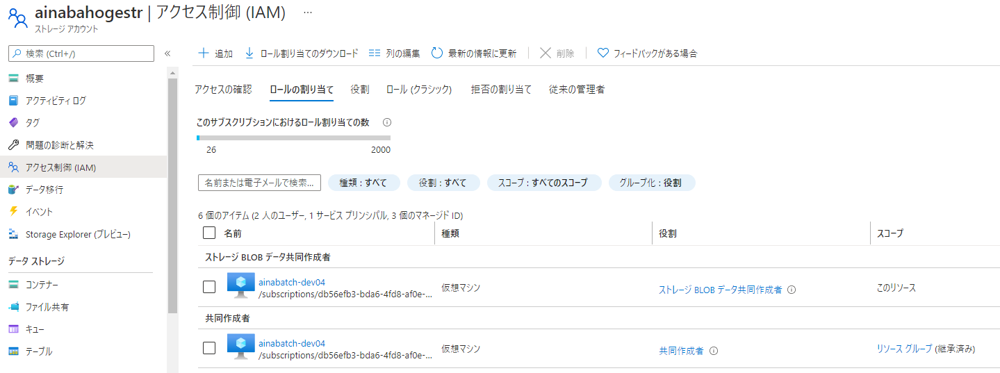 ainabahogestr | アクセス制御 (IAM) ...
ストレージ アカウント
検索 (Ctrl+/)
«
概要
アクティビティ ログ
タグ
問題の診断と解決
アクセス制御 (IAM)
データ移行
イベント
Storage Explorer (プレビュー)
データ ストレージ
コンテナー
ファイル共有
キュー
テーブル
追加 ロール割り当てのダウンロード 列の編集 最新の情報に更新 削除 フィードバックがある場合
アクセスの確認 ロールの割り当て 役割 ロール (クラシック) 拒否の割り当て 従来の管理者
このサブスクリプションにおけるロール割り当ての数
26 2000
名前または電子メールで検索... 種類 : すべて 役割 : すべて スコープ : すべてのスコープ グループ化 : 役割
6 個のアイテム (2 人のユーザー, 1 サービス プリンシパル, 3 個のマネージド ID)
名前 種類 役割 スコープ
ストレージ BLOB データ共同作成者
ainabatch-dev04
/subscriptions/db56efb3-bda6-4fd8-af0e-...
仮想マシン ストレージ BLOB データ共同作成者 このリソース
共同作成者
ainabatch-dev04
/subscriptions/db56efb3-bda6-4fd8-af0e-...
仮想マシン 共同作成者 リソース グループ (継承済み)